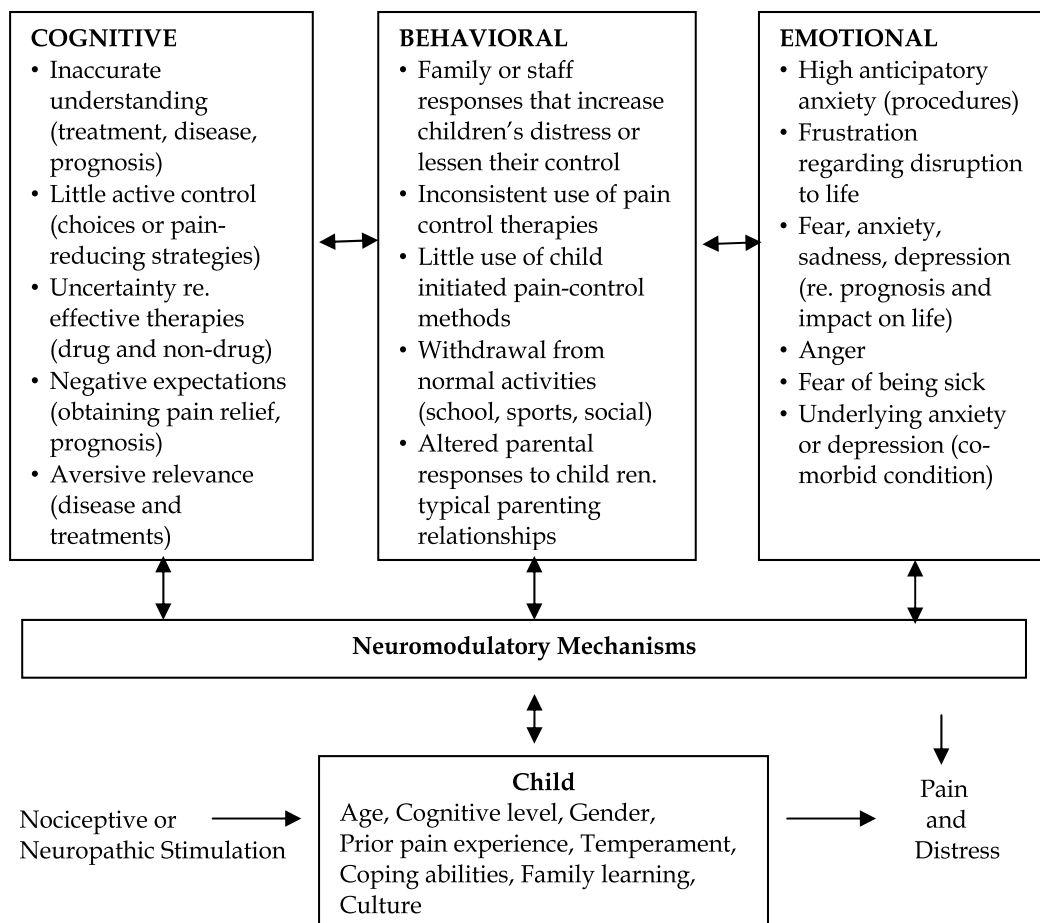 COGNITIVE
• Inaccurate
understanding
(treatment, disease,
prognosis)
• Little active control
(choices or pain-
reducing strategies)
• Uncertainty re.
effective therapies
(drug and non-drug)
• Negative expectations
(obtaining pain relief,
prognosis)
• Aversive relevance
(disease and
treatments)
BEHAVIORAL
• Family or staff
responses that increase
children’s distress or
lessen their control
• Inconsistent use of pain
control therapies
• Little use of child
initiated pain-control
methods
• Withdrawal from
normal activities
(school, sports, social)
• Altered parental
responses to child ren.
typical parenting
relationships
EMOTIONAL
• High anticipatory
anxiety (procedures)
• Frustration
regarding disruption
to life
• Fear, anxiety,
sadness, depression
(re. prognosis and
impact on life)
• Anger
• Fear of being sick
• Underlying anxiety
or depression (co-
morbid condition)
Neuromodulatory Mechanisms
Nociceptive or
Neuropathic Stimulation
Child
Age, Cognitive level, Gender,
Prior pain experience, Temperament,
Coping abilities, Family learning,
Culture
Pain
and
Distress